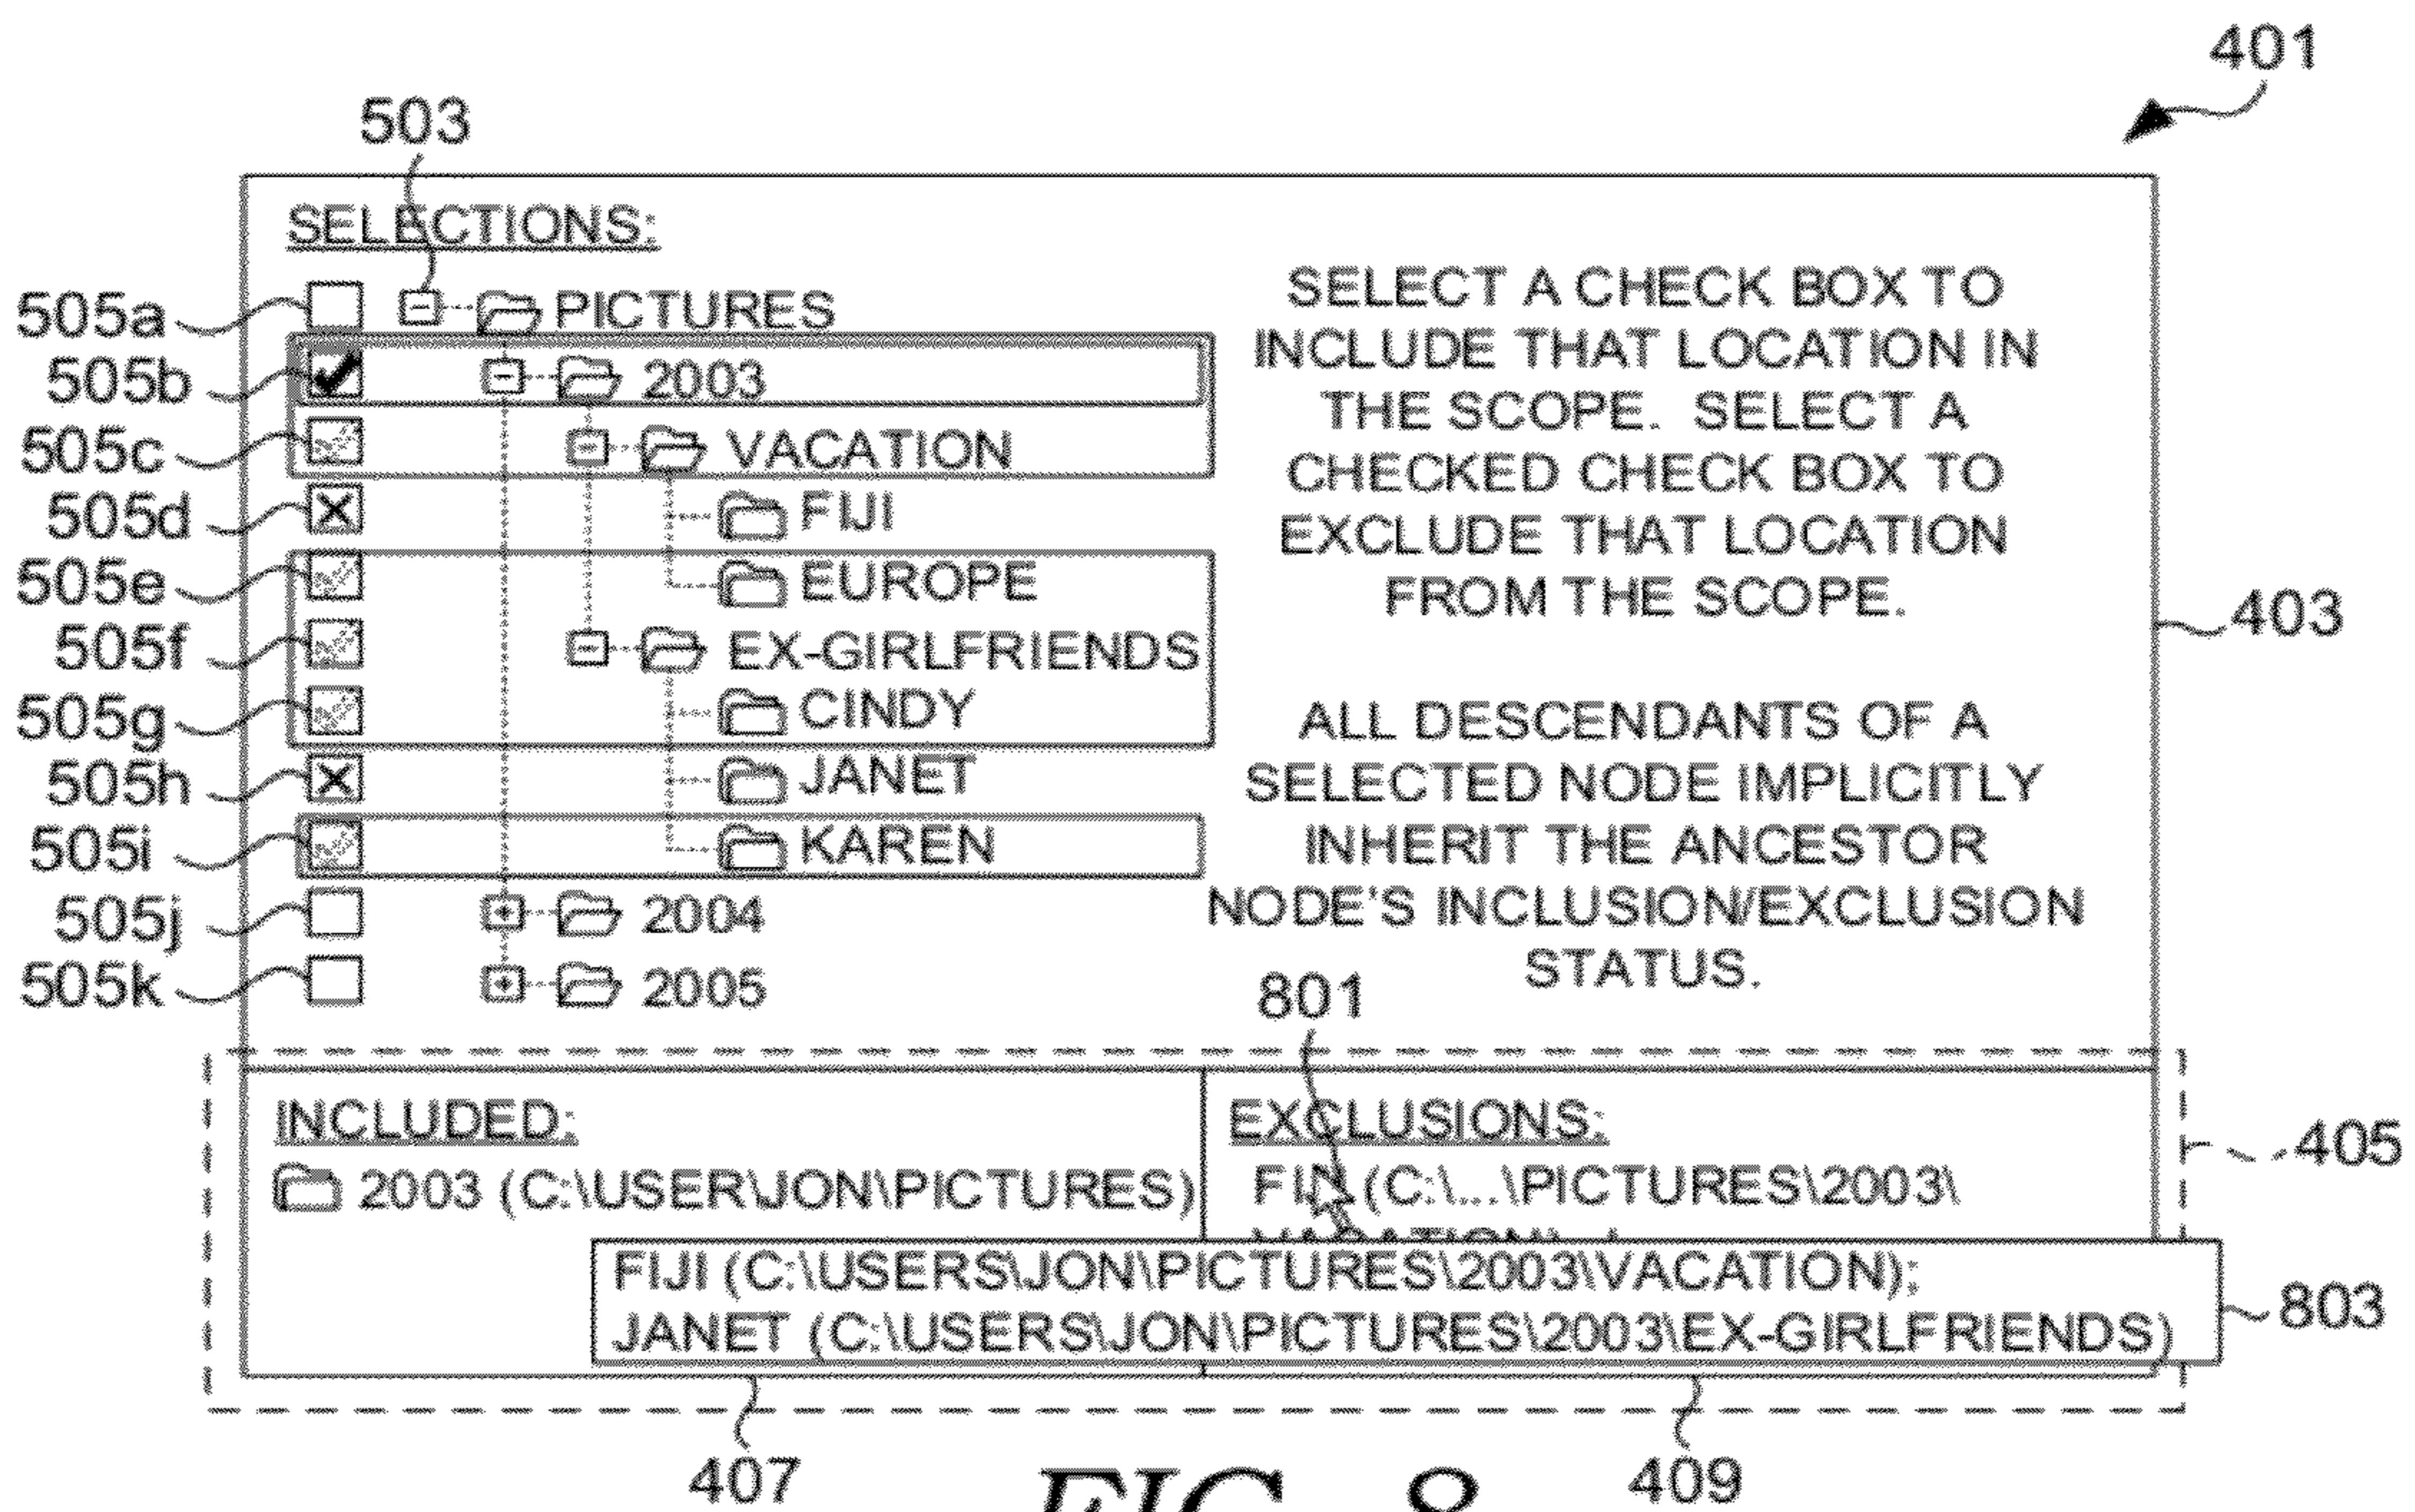 401
503
SELECTIONS:
505a PICTURES
505b 2003
505c VACATION
505d FIJI
505e EUROPE
505f EX-GIRLFRIENDS
505g CINDY
505h JANET
505i KAREN
505j 2004
505k 2005
SELECT A CHECK BOX TO
INCLUDE THAT LOCATION IN
THE SCOPE. SELECT A
CHECKED CHECK BOX TO
EXCLUDE THAT LOCATION
FROM THE SCOPE.
403
ALL DESCENDANTS OF A
SELECTED NODE IMPLICITLY
INHERIT THE ANCESTOR
NODE'S INCLUSION/EXCLUSION
STATUS.
801
INCLUDED:
2003 (C:\USER\JON\PICTURES)
EXCLUSIONS:
(C:\...\PICTURES\2003\
405
FIJI (C:\USERS\JON\PICTURES\2003\VACATION);
JANET (C:\USERS\JON\PICTURES\2003\EX-GIRLFRIENDS)
803
407
409
FIG. 8